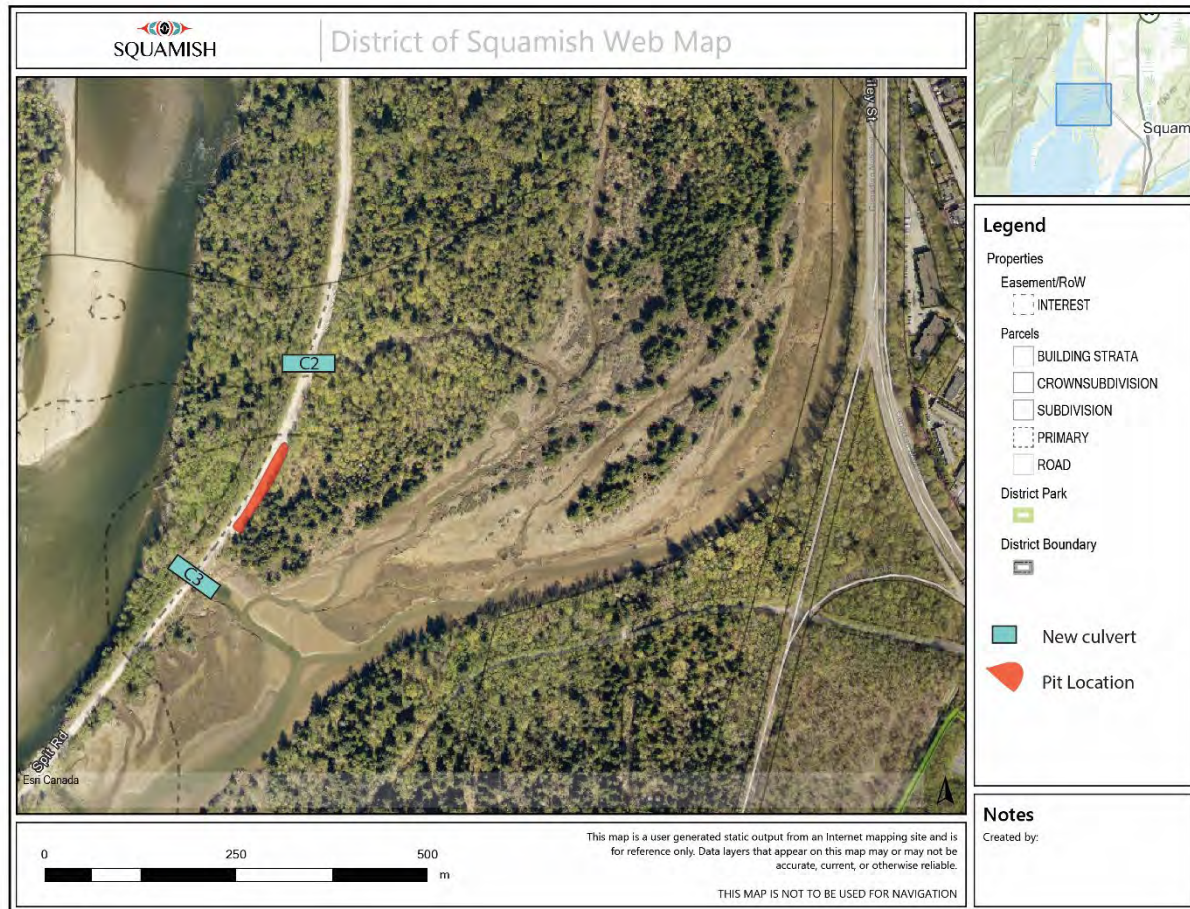 SQUAMISH
District of Squamish Web Map
Squam
iley St
C2
C3
Spit Rd
Esri Canada
Legend
Properties
Easement/RoW
INTEREST
Parcels
BUILDING STRATA
CROWNSUBDIVISION
SUBDIVISION
PRIMARY
ROAD
District Park
District Boundary
New culvert
Pit Location
0 250 500
m
This map is a user generated static output from an Internet mapping site and is
for reference only. Data layers that appear on this map may or may not be
accurate, current, or otherwise reliable.
THIS MAP IS NOT TO BE USED FOR NAVIGATION
Notes
Created by: